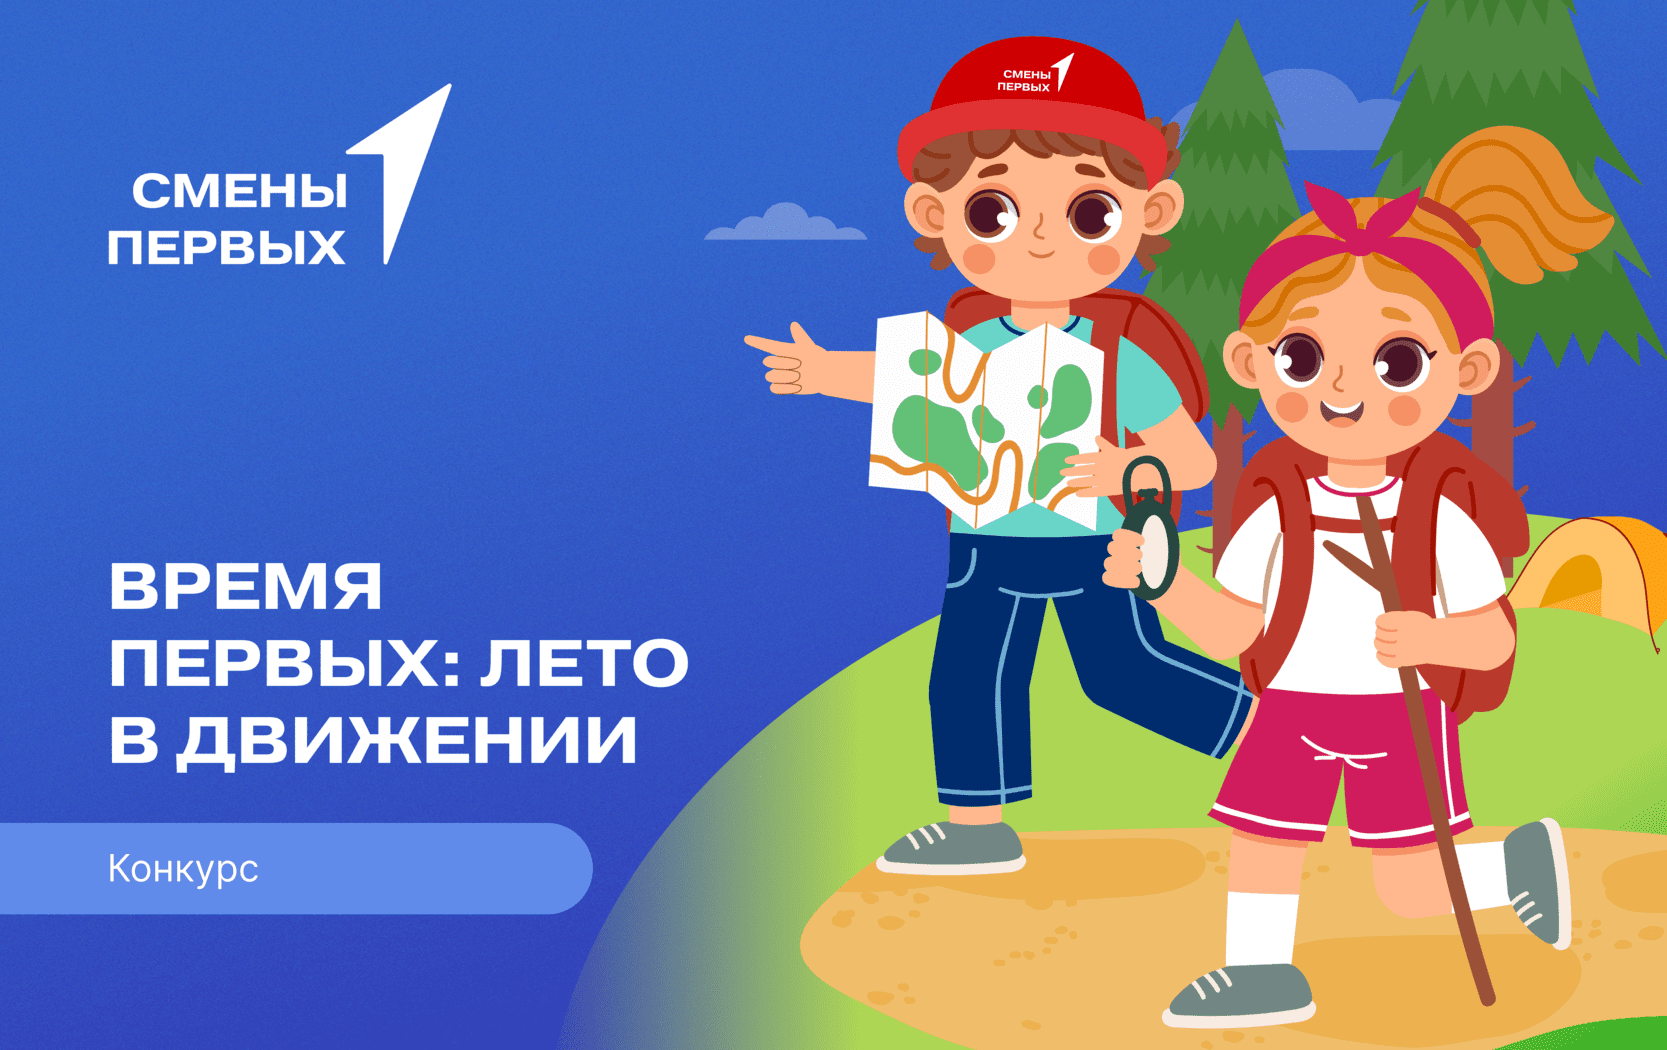 СМЕНЫ
ПЕРВЫХ
СМЕНЫ
ПЕРВЫХ
ВРЕМЯ
ПЕРВЫХ: ЛЕТО
В ДВИЖЕНИИ
Конкурс